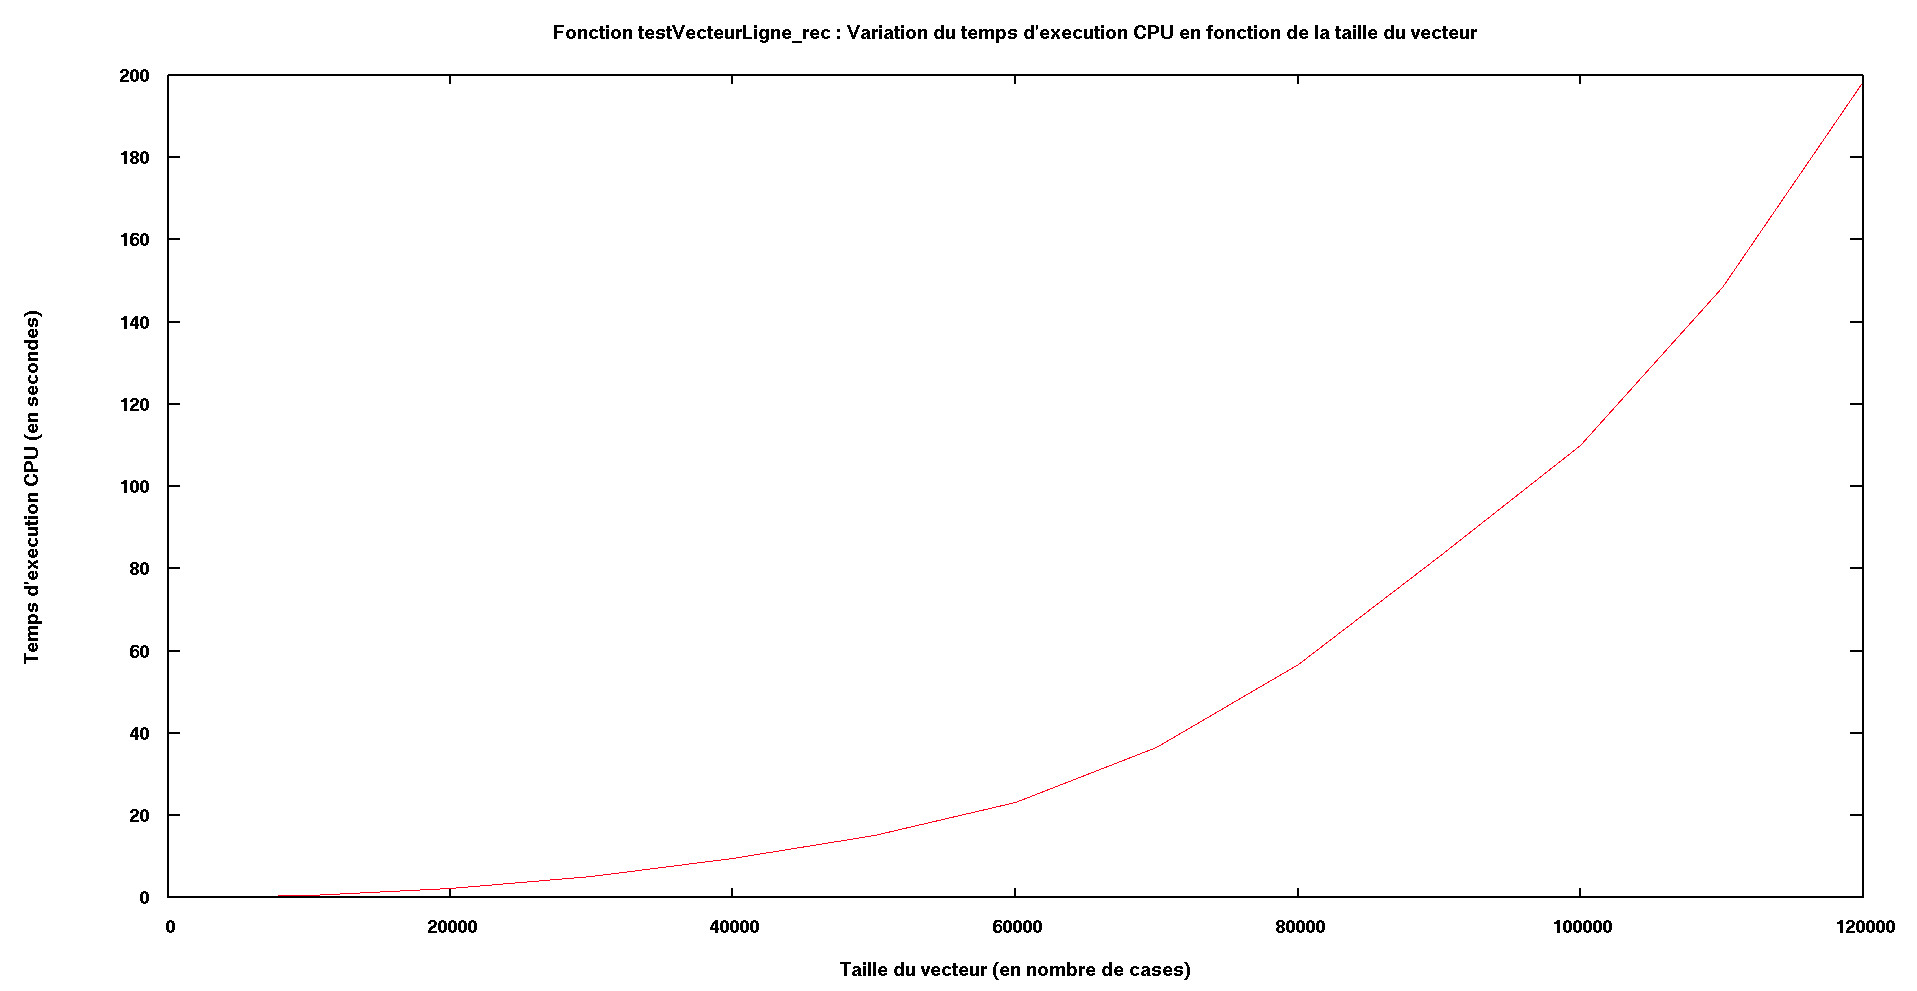 Fonction testVecteurLigne_rec : Variation du temps d'execution CPU en fonction de la taille du vecteur
200
180
160
140
120
100
80
60
40
20
0
Temps d'execution CPU (en secondes)
0 20000 40000 60000 80000 100000 120000
Taille du vecteur (en nombre de cases)